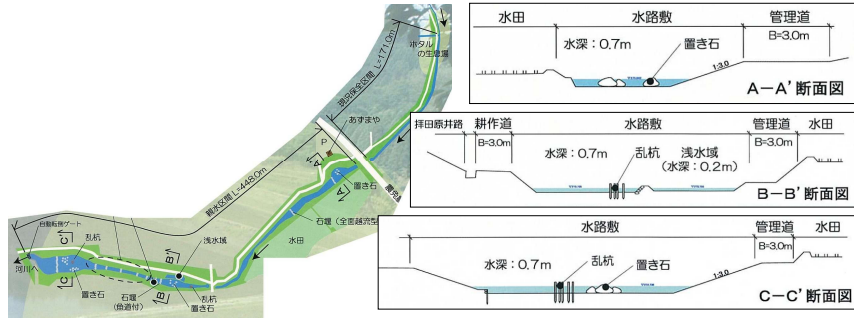 現況保全区間 L=171.0m
ホタル
の生息場
あずまや
P
A
A'
置き石
親水区間 L=448.0m
石堰(全面越流型)
水田
自動転倒ゲート
河川へ
乱杭
C'
C
浅水域
B'
B
置き石
石堰
(魚道付)
乱杭
置き石
水田
水路敷
管理道
B=3.0m
水深:0.7m
置き石
1:3.0
A-A'断面図
拝田原井路
耕作道
水路敷
管理道
水田
B=3.0m
B=3.0m
水深:0.7m
乱杭
浅水域
(水深:0.2m)
B-B'断面図
水路敷
管理道
水田
B=3.0m
水深:0.7m
乱杭
置き石
1:3.0
C-C'断面図